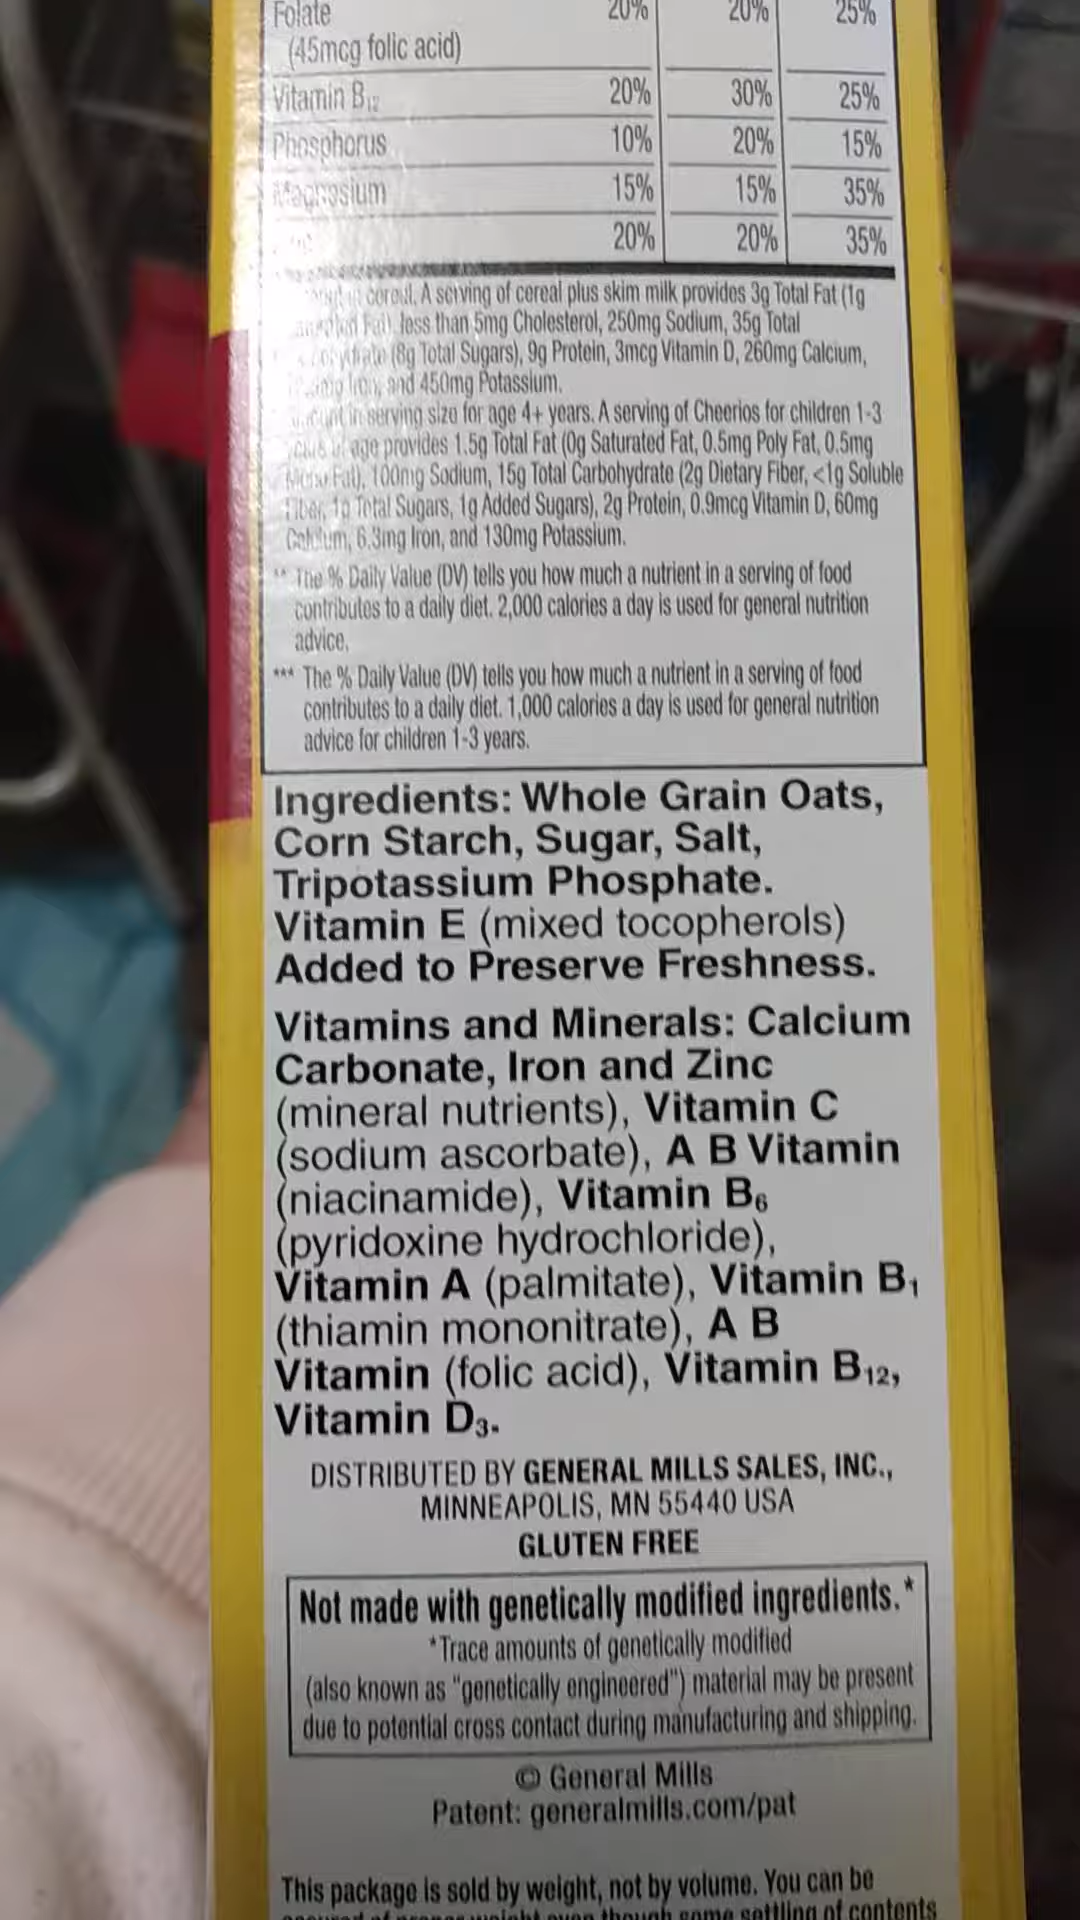 Folate 20% 20% 25%
(45mcg folic acid)
Vitamin B12 20% 30% 25%
Phosphorus 10% 20% 15%
Magnesium 15% 15% 35%
20% 20% 35%
cereal. A serving of cereal plus skim milk provides 3g Total Fat (1g
Fat), less than 5mg Cholesterol, 250mg Sodium, 35g Total
(8g Total Sugars), 9g Protein, 3mcg Vitamin D, 260mg Calcium,
Iron, and 450mg Potassium.
in serving size for age 4+ years. A serving of Cheerios for children 1-3
age provides 1.5g Total Fat (0g Saturated Fat, 0.5mg Poly Fat, 0.5mg
Mono Fat), 100mg Sodium, 15g Total Carbohydrate (2g Dietary Fiber, <1g Soluble
Fiber, 1g Total Sugars, 1g Added Sugars), 2g Protein, 0.9mcg Vitamin D, 60mg
Calcium, 6.3mg Iron, and 130mg Potassium.
** The % Daily Value (DV) tells you how much a nutrient in a serving of food
contributes to a daily diet. 2,000 calories a day is used for general nutrition
advice.
*** The % Daily Value (DV) tells you how much a nutrient in a serving of food
contributes to a daily diet. 1,000 calories a day is used for general nutrition
advice for children 1-3 years.
Ingredients: Whole Grain Oats,
Corn Starch, Sugar, Salt,
Tripotassium Phosphate.
Vitamin E (mixed tocopherols)
Added to Preserve Freshness.
Vitamins and Minerals: Calcium
Carbonate, Iron and Zinc
(mineral nutrients), Vitamin C
(sodium ascorbate), A B Vitamin
(niacinamide), Vitamin B6
(pyridoxine hydrochloride),
Vitamin A (palmitate), Vitamin B1
(thiamin mononitrate), A B
Vitamin (folic acid), Vitamin B12,
Vitamin D3.
DISTRIBUTED BY GENERAL MILLS SALES, INC.,
MINNEAPOLIS, MN 55440 USA
GLUTEN FREE
Not made with genetically modified ingredients.*
*Trace amounts of genetically modified
(also known as "genetically engineered") material may be present
due to potential cross contact during manufacturing and shipping.
© General Mills
Patent: generalmills.com/pat
This package is sold by weight, not by volume. You can be
though some settling of contents